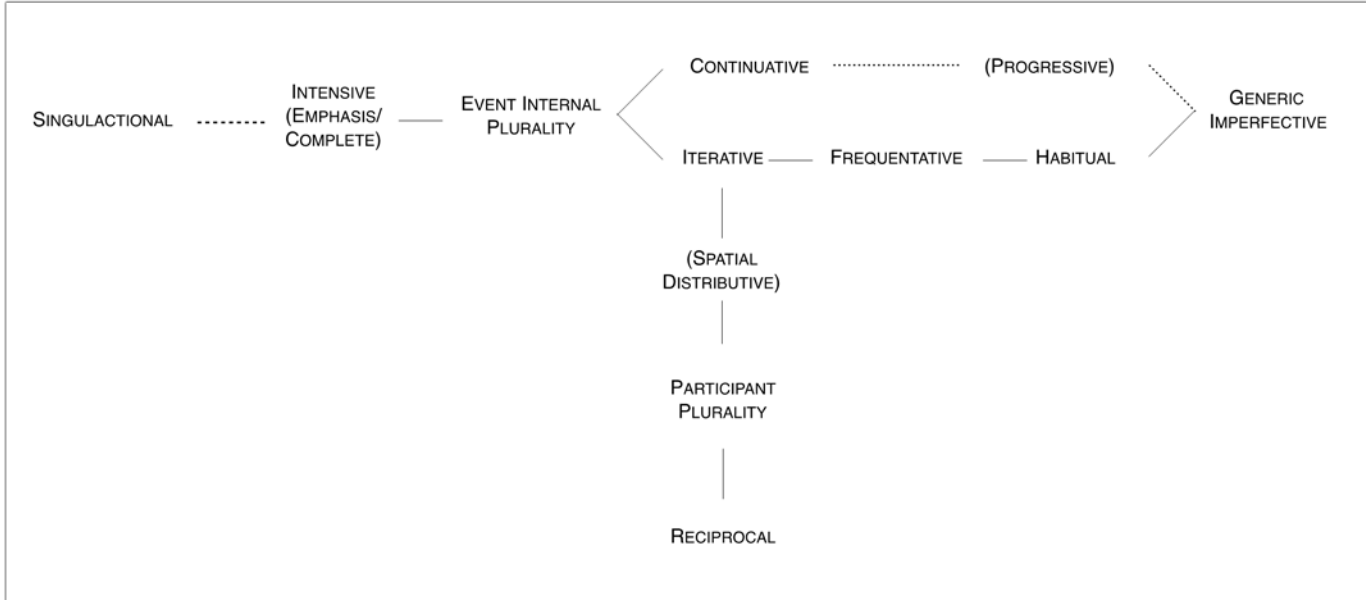 SINGULACTIONAL
INTENSIVE
(EMPHASIS/
COMPLETE)
EVENT INTERNAL
PLURALITY
CONTINUATIVE
(PROGRESSIVE)
GENERIC
IMPERFECTIVE
ITERATIVE
FREQUENTATIVE
HABITUAL
(SPATIAL
DISTRIBUTIVE)
PARTICIPANT
PLURALITY
RECIPROCAL